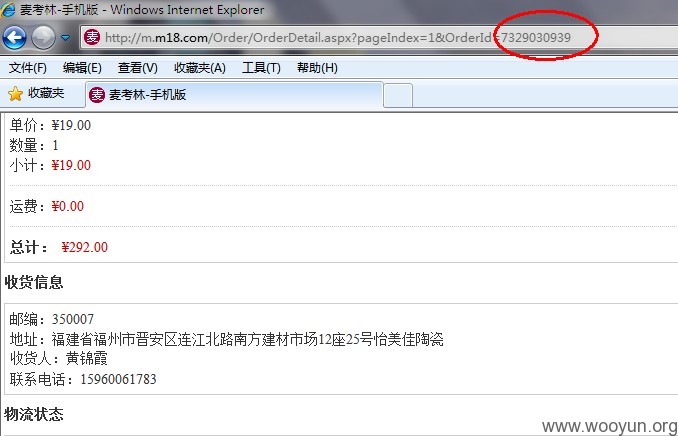 麦考林-手机版 - Windows Internet Explorer
http://m.m18.com/Order/OrderDetail.aspx?pageIndex=1&OrderId=7329030939
文件(F) 编辑(E) 查看(V) 收藏夹(A) 工具(T) 帮助(H)
收藏夹 麦 麦考林-手机版
单价：¥19.00
数量：1
小计：¥19.00
运费：¥0.00
总计： ¥292.00
收货信息
邮编：350007
地址：福建省福州市晋安区连江北路南方建材市场12座25号怡美佳陶瓷
收货人：黄锦霞
联系电话：15960061783
物流状态
www.wooyun.org